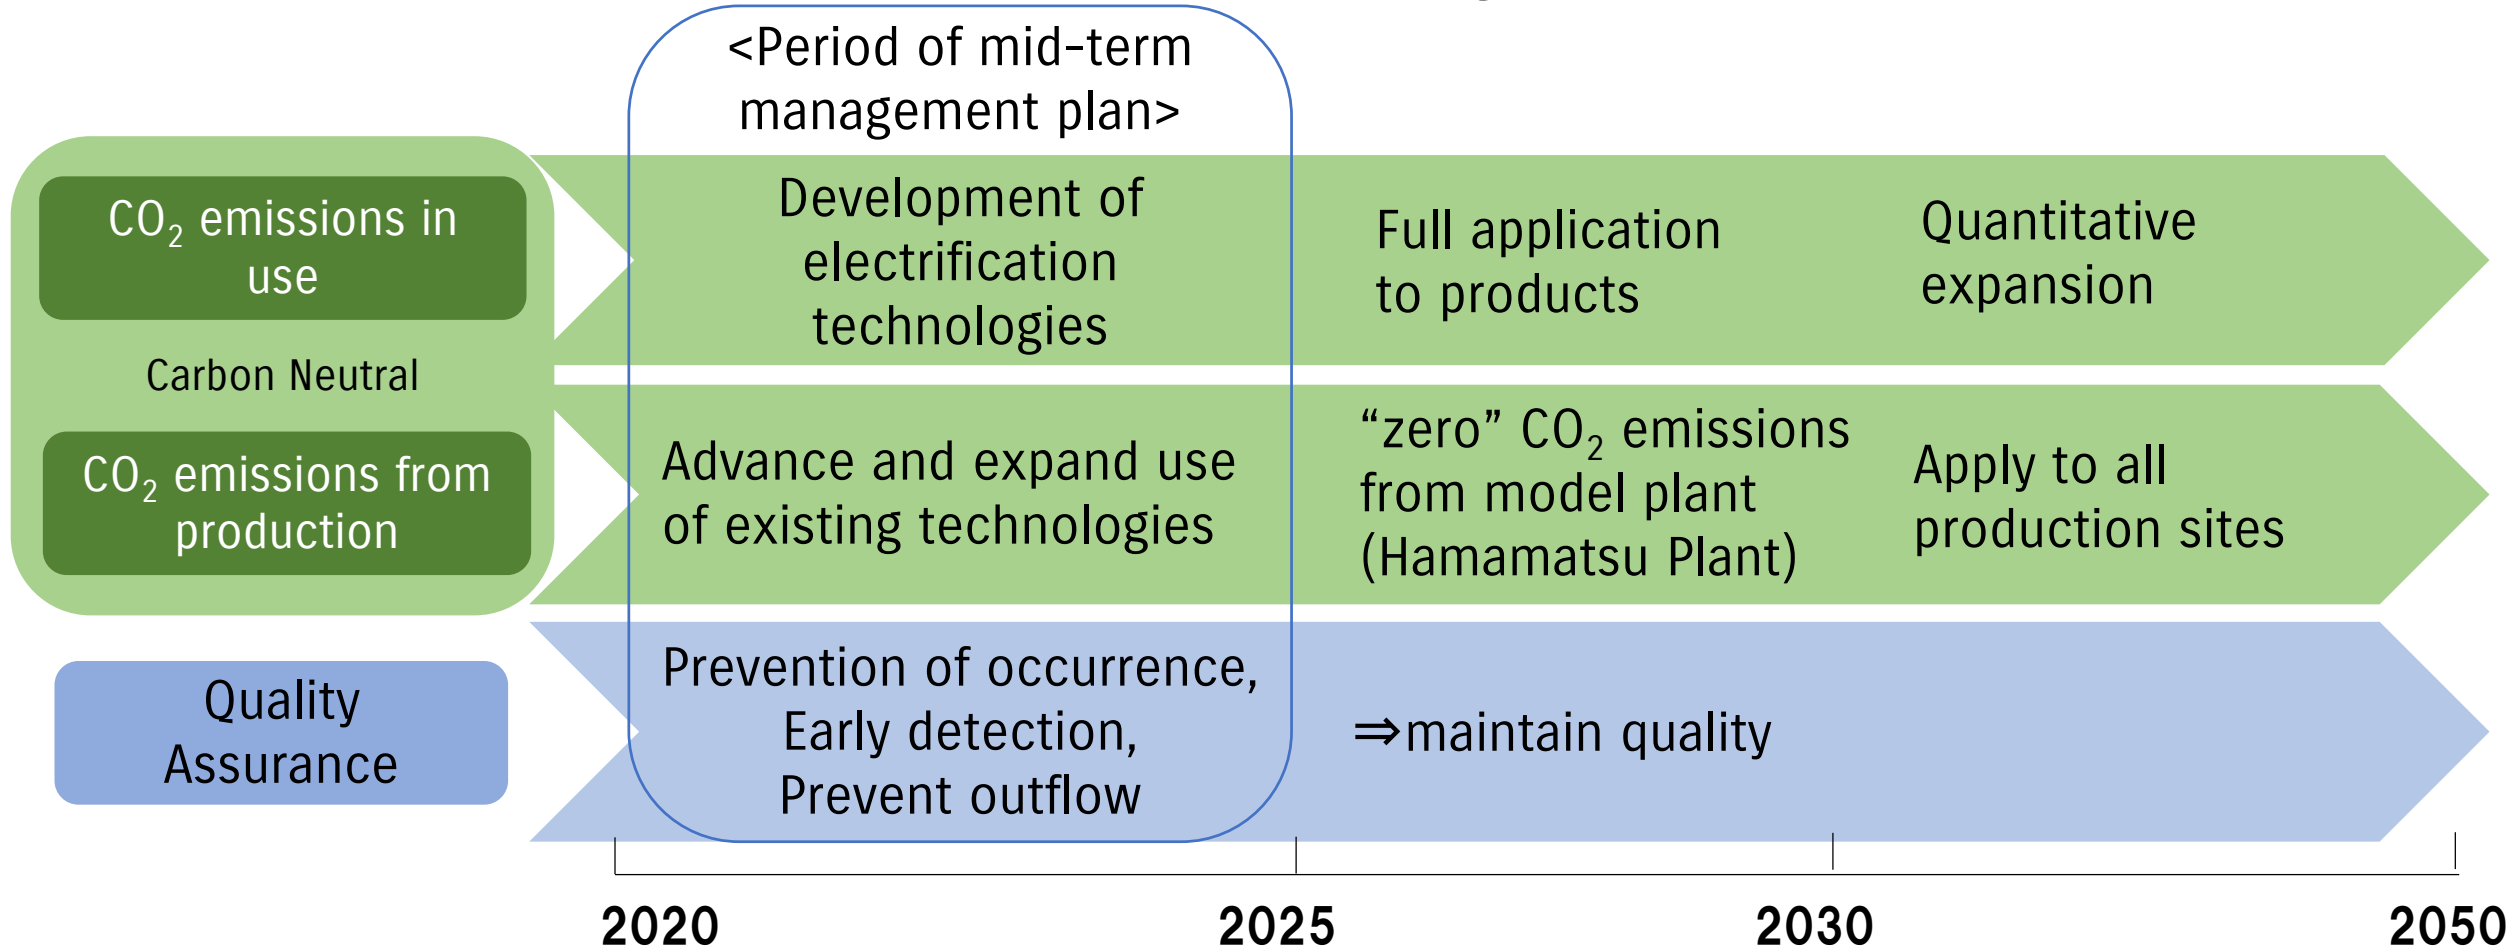 <Period of mid-term
management plan>
CO₂ emissions in
use
Carbon Neutral
CO₂ emissions from
production
Development of
electrification
technologies
Full application
to products
Quantitative
expansion
Advance and expand use
of existing technologies
“zero” CO₂ emissions
from model plant
(Hamamatsu Plant)
Apply to all
production sites
Quality
Assurance
Prevention of occurrence,
Early detection,
Prevent outflow
⇒maintain quality
2020
2025
2030
2050